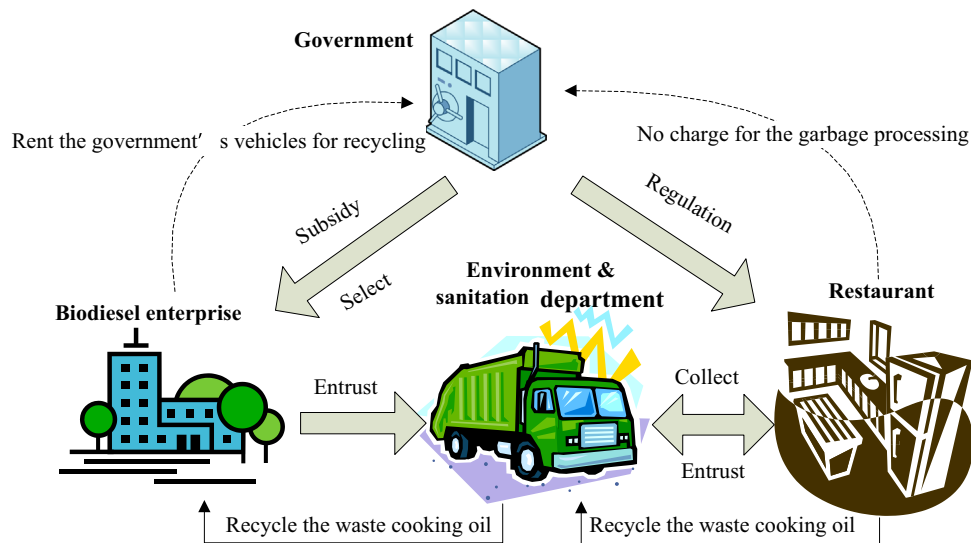 Government
Rent the government's vehicles for recycling
No charge for the garbage processing
Subsidy
Select
Regulation
Environment &
sanitation department
Biodiesel enterprise
Restaurant
Entrust
Collect
Entrust
Recycle the waste cooking oil
Recycle the waste cooking oil